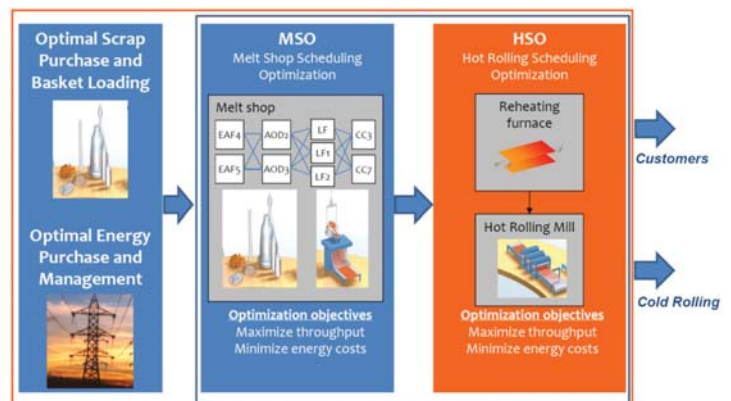 Optimal Scrap
Purchase and
Basket Loading
Optimal Energy
Purchase and
Management
MSO
Melt Shop Scheduling
Optimization
Melt shop
EAF4
AOD2
LF
CC3
LF1
EAF5
AOD3
LF2
CC7
Optimization objectives
Maximize throughput
Minimize energy costs
HSO
Hot Rolling Scheduling
Optimization
Reheating
furnace
Hot Rolling Mill
Optimization objectives
Maximize throughput
Minimize energy costs
Customers
Cold Rolling